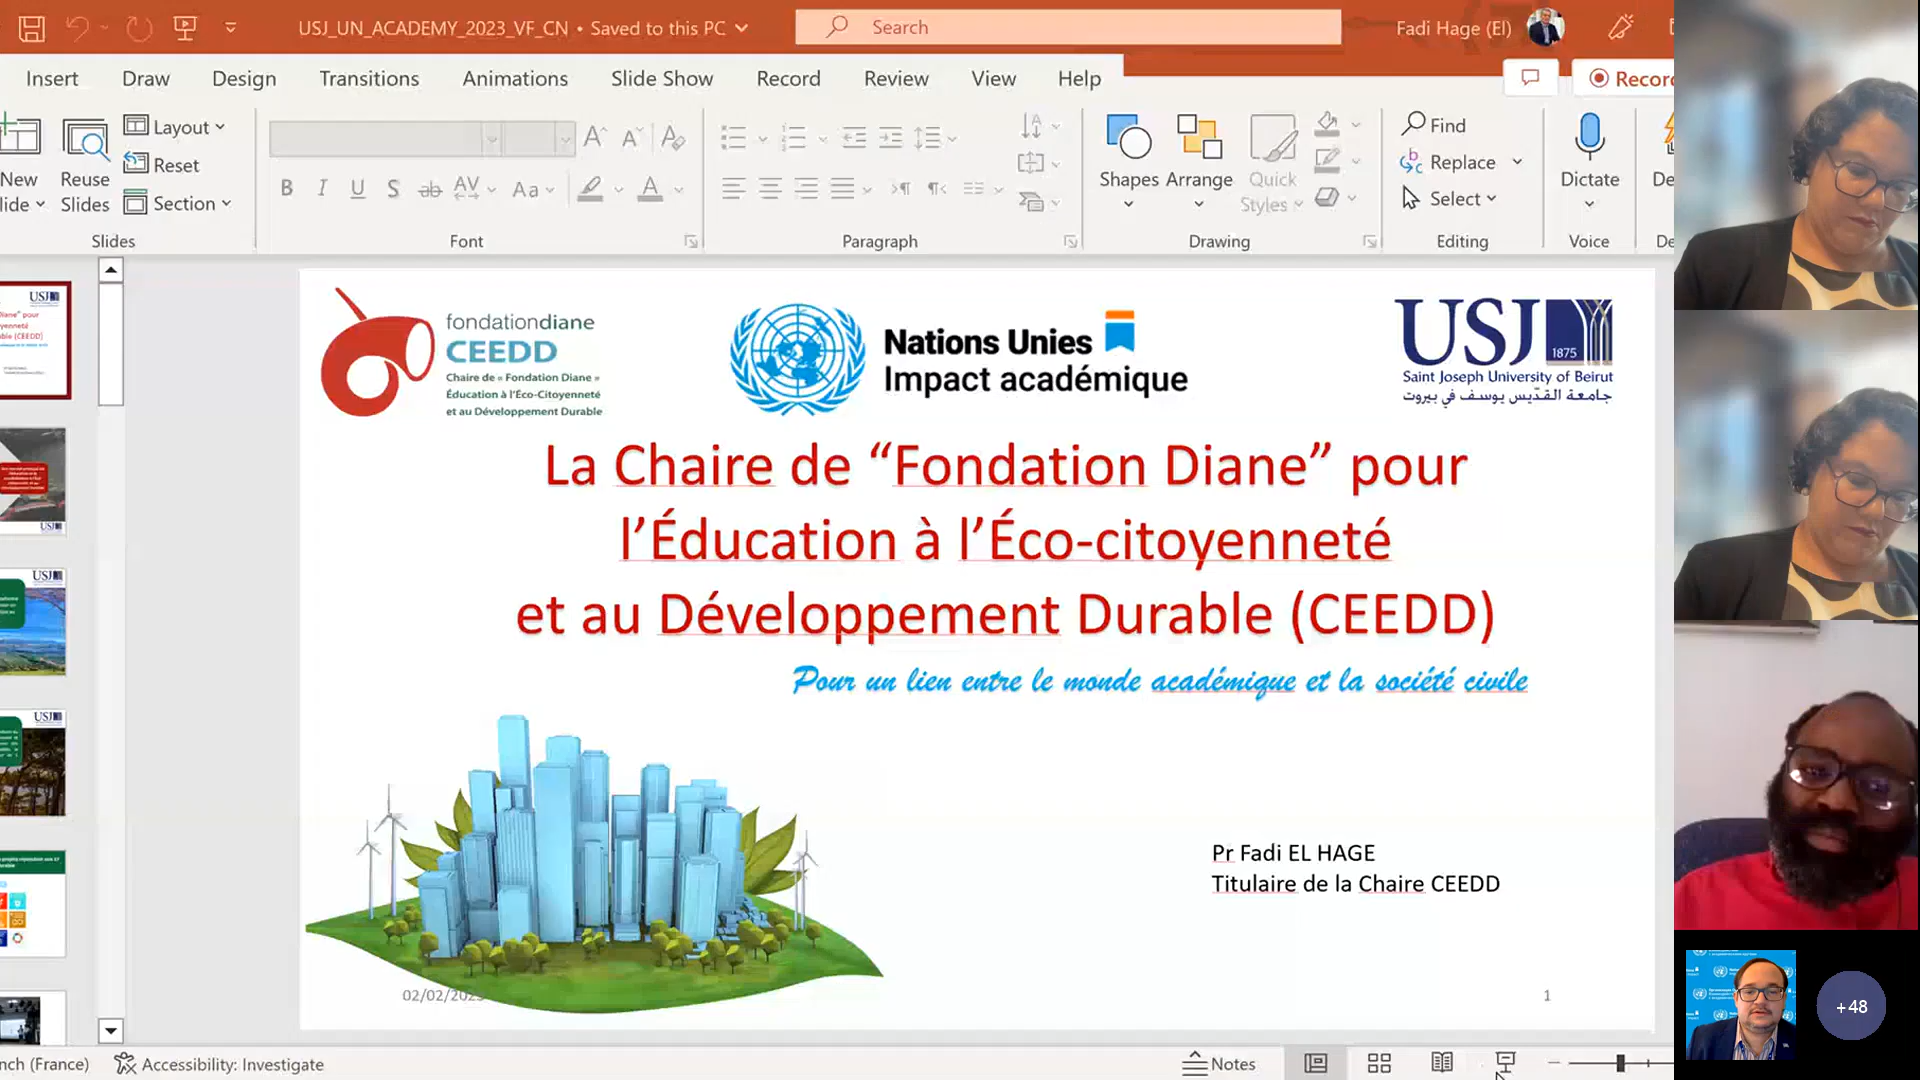 USJ_UN_ACADEMY_2023_VF_CN • Saved to this PC
Search
Fadi Hage (El)
Insert
Draw
Design
Transitions
Animations
Slide Show
Record
Review
View
Help
Layout
Reset
Section
New
Reuse
Slides
Slides
Font
Paragraph
Shapes
Arrange
Quick
Styles
Drawing
Find
Replace
Select
Editing
Dictate
Voice
fondationdiane
CEEDD
Chaire de « Fondation Diane »
Éducation à l'Éco-Citoyenneté
et au Développement Durable
Nations Unies
Impact académique
USJ
1875
Saint Joseph University of Beirut
جامعة القدّيس يوسف في بيروت
La Chaire de “Fondation Diane” pour
l’Éducation à l’Éco-citoyenneté
et au Développement Durable (CEEDD)
Pour un lien entre le monde académique et la société civile
Pr Fadi EL HAGE
Titulaire de la Chaire CEEDD
1
Accessibility: Investigate
Notes
+48